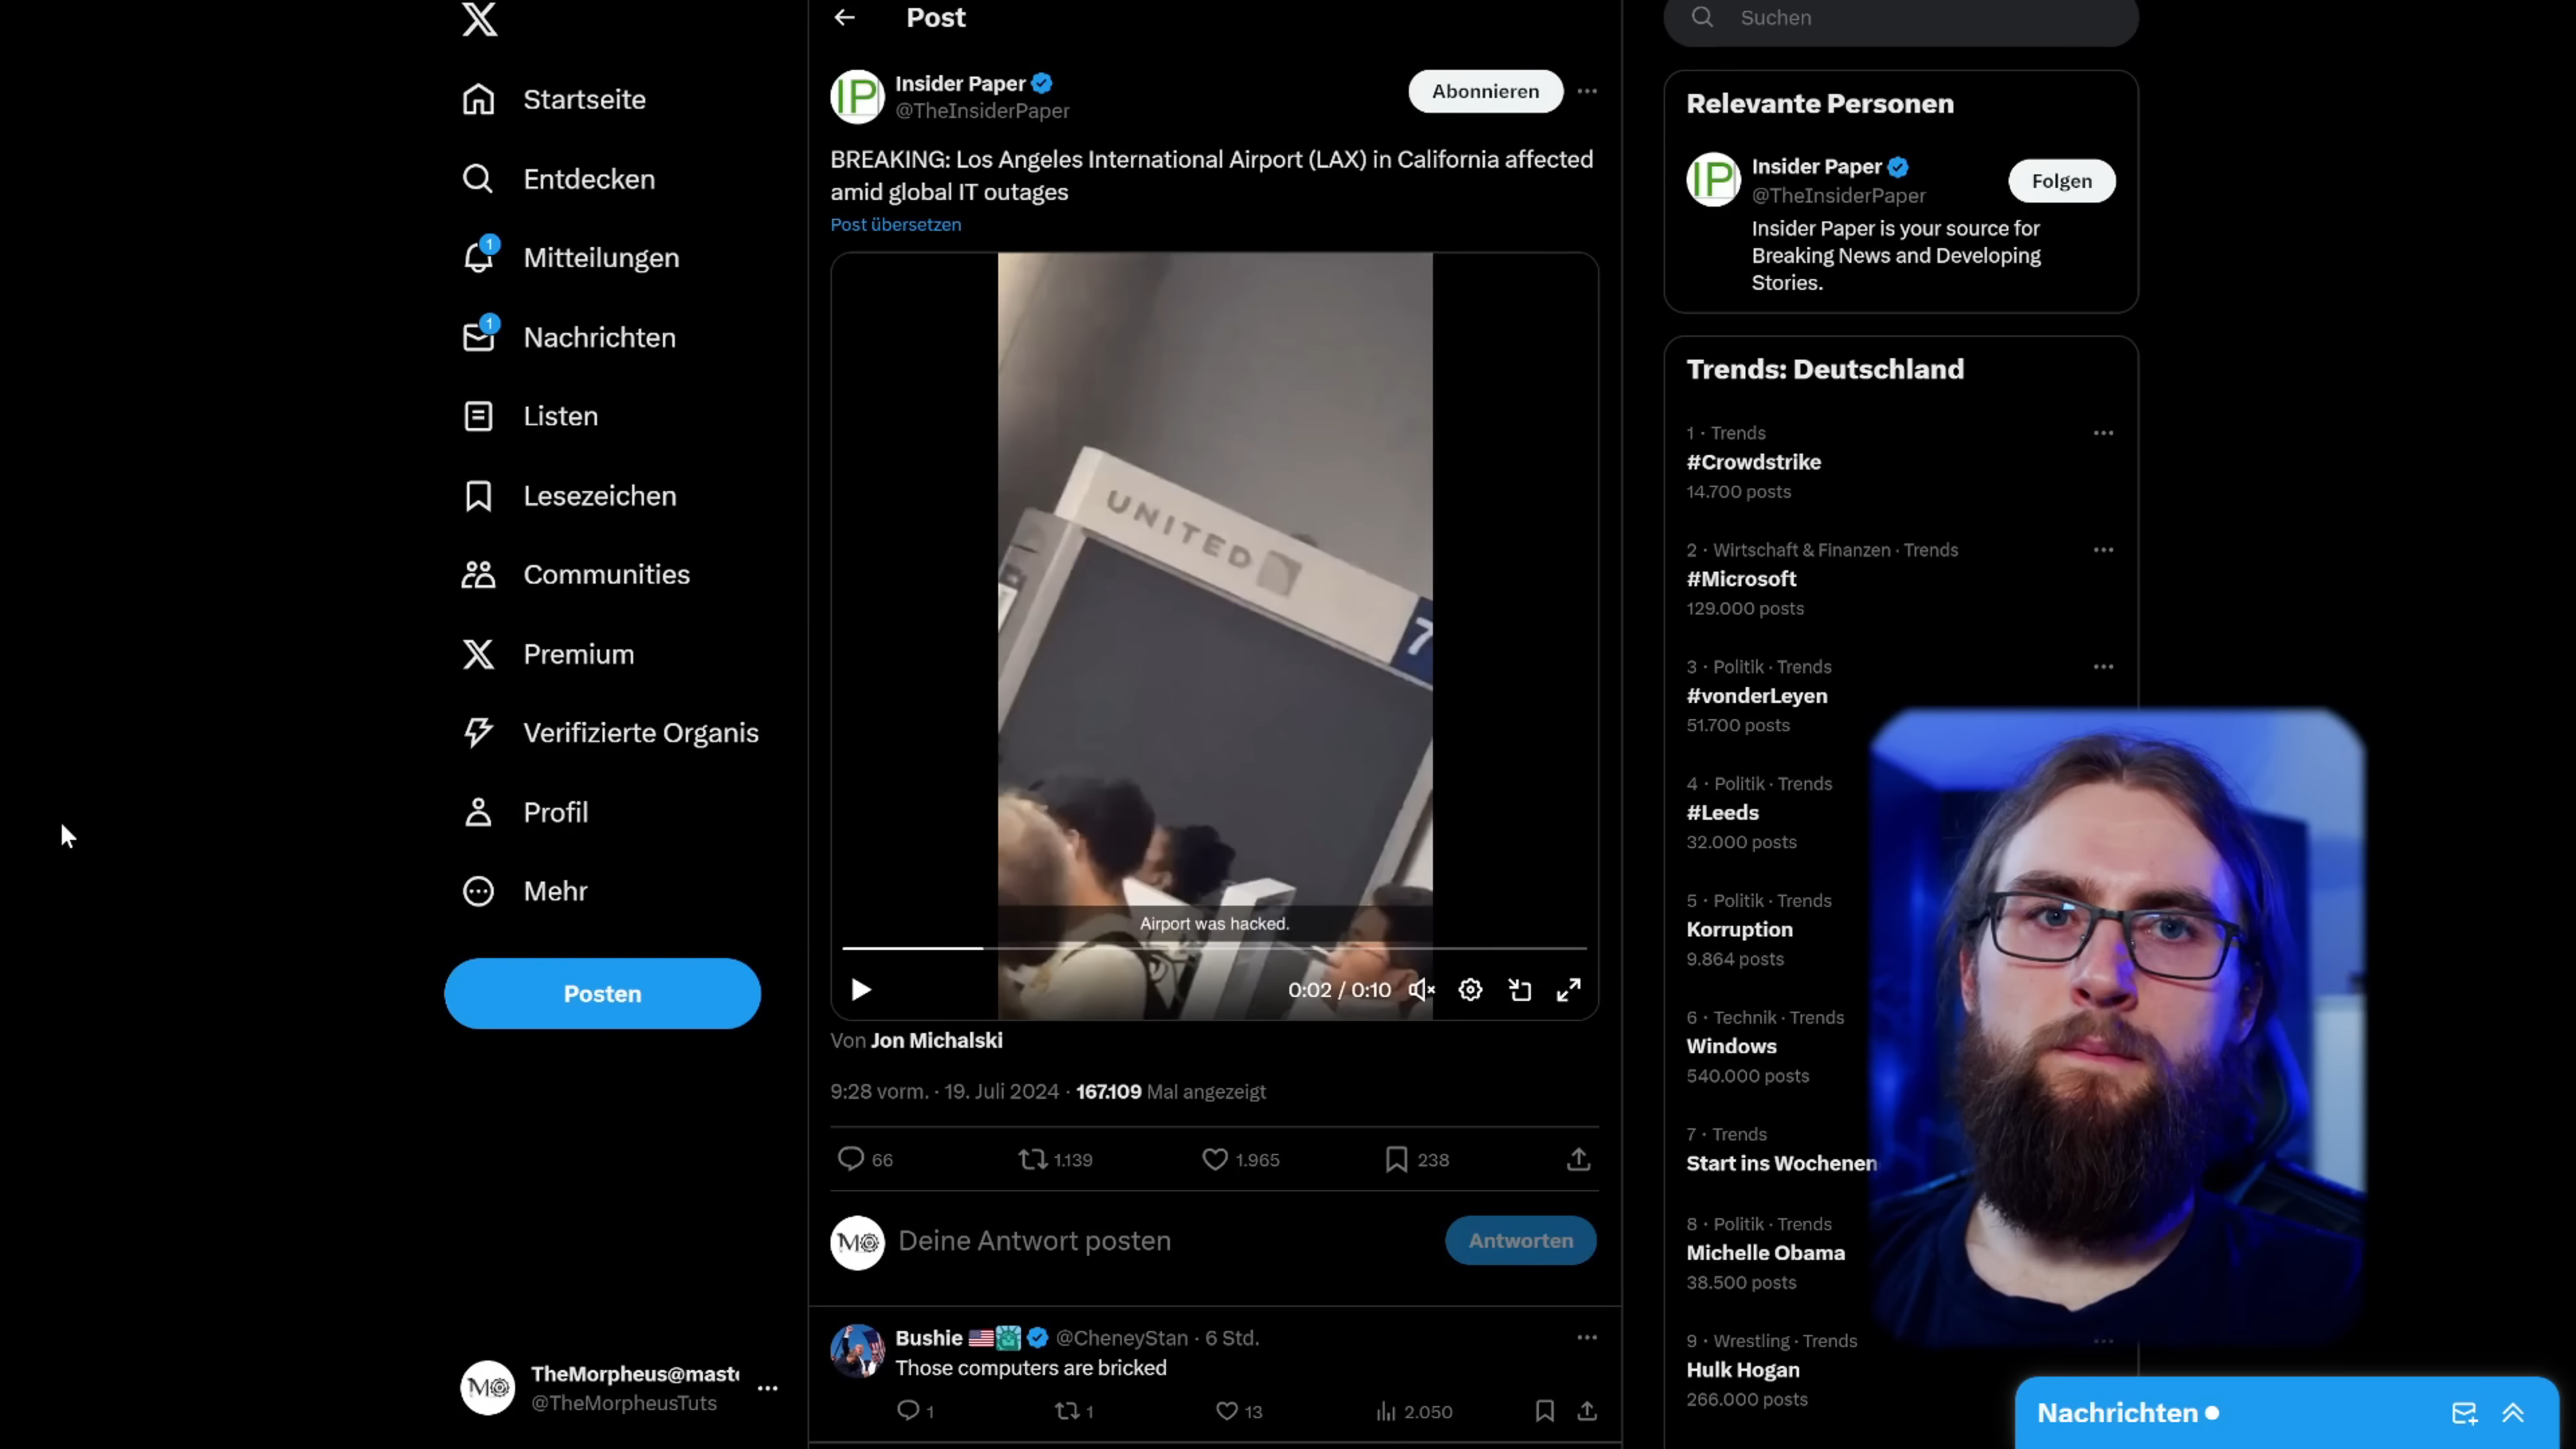 Startseite
Entdecken
1
Mitteilungen
1
Nachrichten
Listen
Lesezeichen
Communities
Premium
Verifizierte Organis
Profil
Mehr
Posten
TheMorpheus@mast
@TheMorpheusTuts
Post
IP
Insider Paper
@TheInsiderPaper
Abonnieren
BREAKING: Los Angeles International Airport (LAX) in California affected
amid global IT outages
Post übersetzen
UNITED
7
Airport was hacked.
0:02 / 0:10
Von Jon Michalski
9:28 vorm. · 19. Juli 2024 · 167.109 Mal angezeigt
66
1.139
1.965
238
Deine Antwort posten
Antworten
Bushie @CheneyStan · 6 Std.
Those computers are bricked
1
1
13
2.050
Suchen
Relevante Personen
IP
Insider Paper
@TheInsiderPaper
Folgen
Insider Paper is your source for
Breaking News and Developing
Stories.
Trends: Deutschland
1 · Trends
#Crowdstrike
14.700 posts
2 · Wirtschaft & Finanzen · Trends
#Microsoft
129.000 posts
3 · Politik · Trends
#vonderLeyen
51.700 posts
4 · Politik · Trends
#Leeds
32.000 posts
5 · Politik · Trends
Korruption
9.864 posts
6 · Technik · Trends
Windows
540.000 posts
7 · Trends
Start ins Wochenen
8 · Politik · Trends
Michelle Obama
38.500 posts
9 · Wrestling · Trends
Hulk Hogan
266.000 posts
Nachrichten